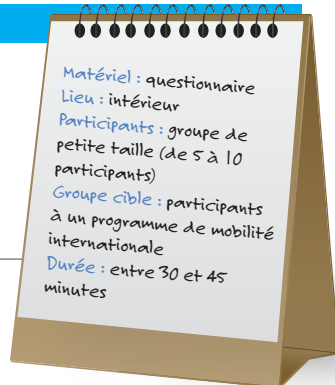 Matériel : questionnaire
Lieu : intérieur
Participants : groupe de
petite taille (de 5 à 10
participants)
Groupe cible : participants
à un programme de mobilité
internationale
Durée : entre 30 et 45
minutes